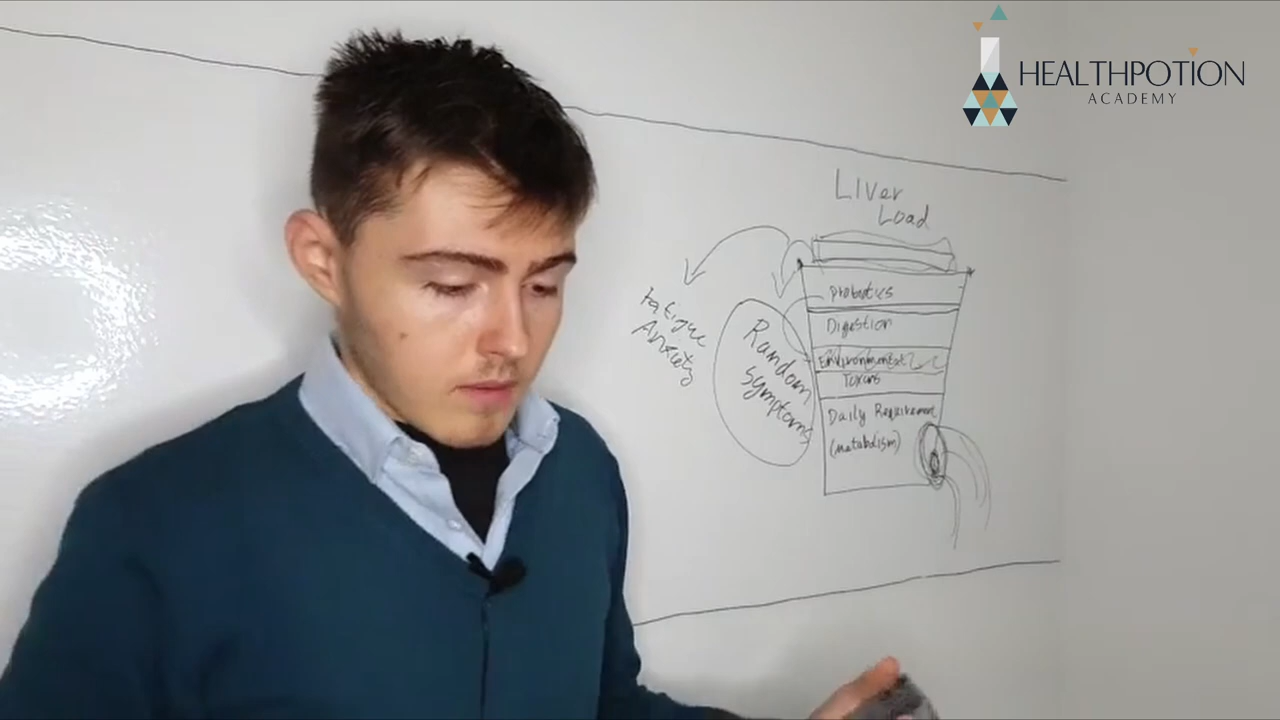 HEALTHPOTION
ACADEMY
Liver
Load
Probiotics
Digestion
Environmental
Toxins
Daily Requirement
(metabolism)
Fatigue
Anxiety
Random
symptoms